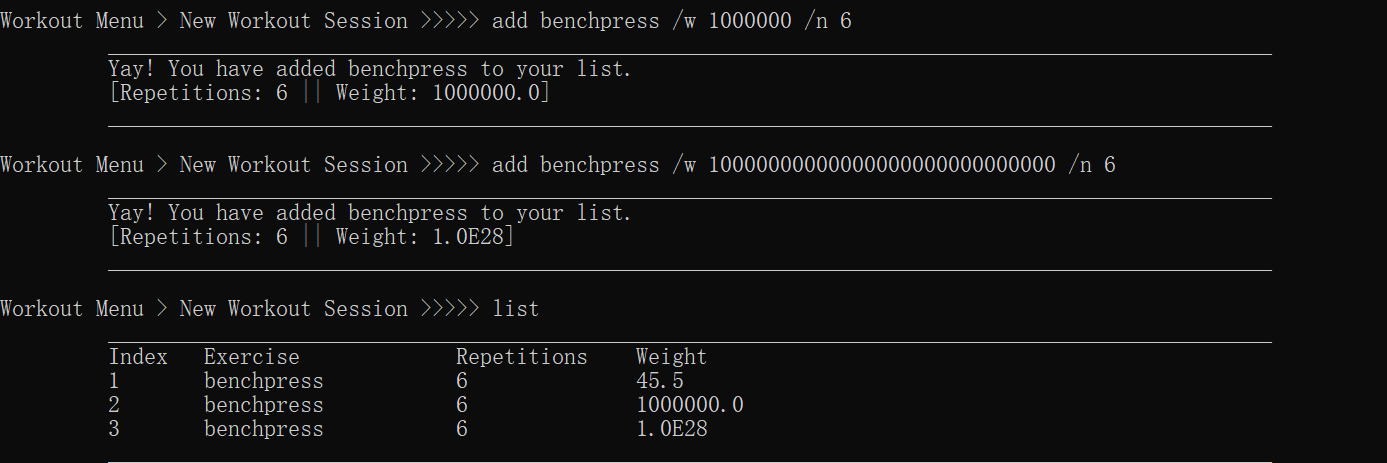 Workout Menu > New Workout Session >>>>> add benchpress /w 1000000 /n 6
Yay! You have added benchpress to your list.
[Repetitions: 6 || Weight: 1000000.0]
Workout Menu > New Workout Session >>>>> add benchpress /w 10000000000000000000000000000 /n 6
Yay! You have added benchpress to your list.
[Repetitions: 6 || Weight: 1.0E28]
Workout Menu > New Workout Session >>>>> list
Index Exercise Repetitions Weight
1 benchpress 6 45.5
2 benchpress 6 1000000.0
3 benchpress 6 1.0E28